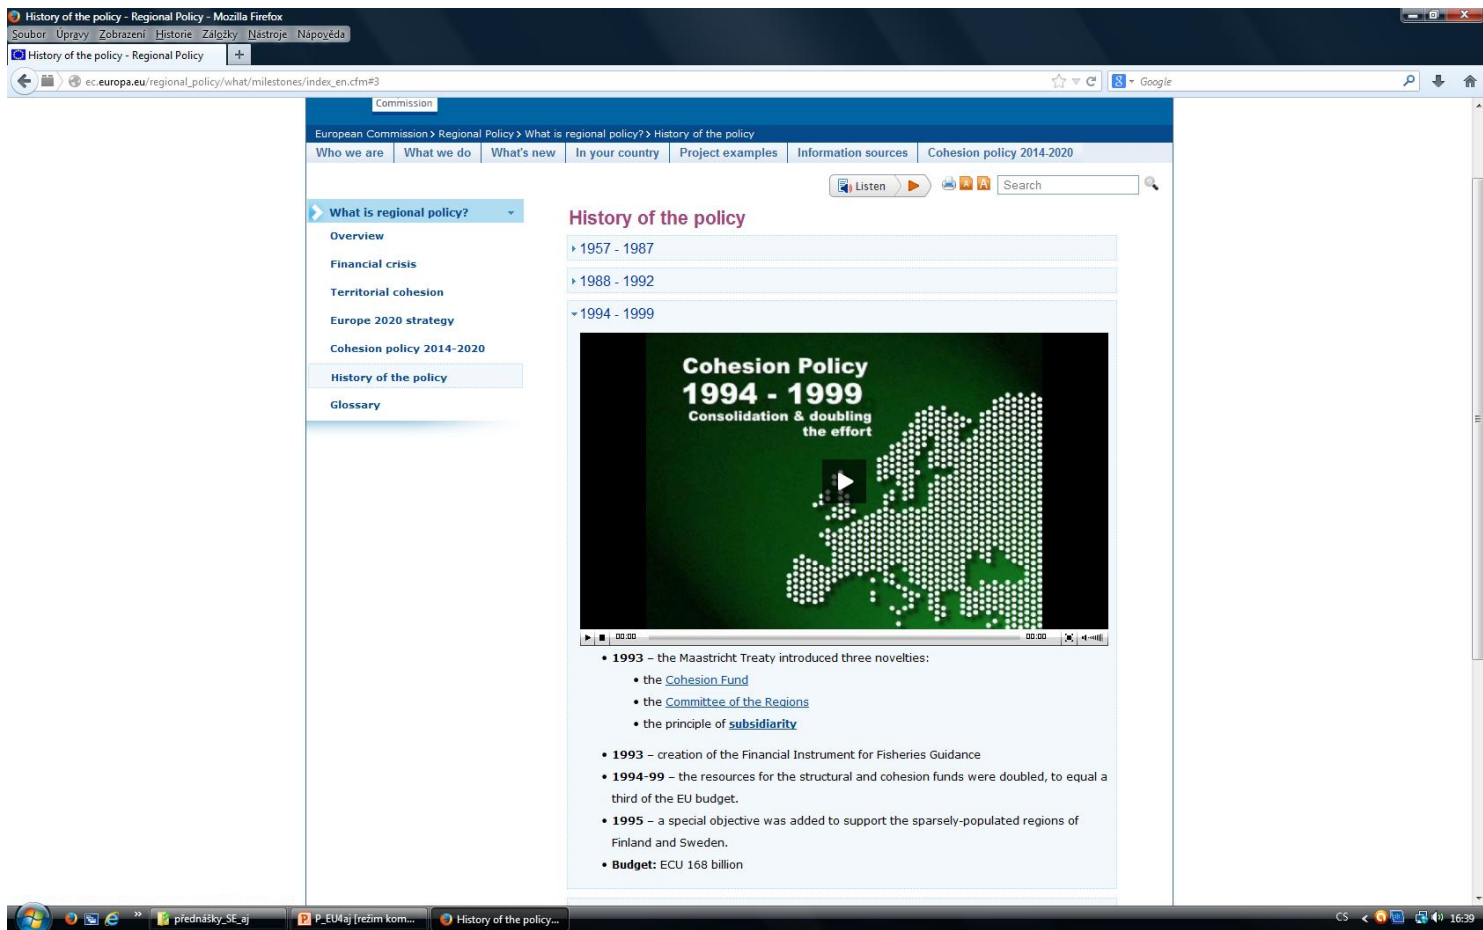 History of the policy - Regional Policy - Mozilla Firefox
Soubor Úpravy Zobrazení Historie Záložky Nástroje Nápověda
History of the policy - Regional Policy +
ec.europa.eu/regional_policy/what/milestones/index_en.cfm#3
8 Google
Commission
European Commission > Regional Policy > What is regional policy? > History of the policy
Who we are What we do What's new In your country Project examples Information sources Cohesion policy 2014-2020
Listen A A Search
What is regional policy?
Overview
Financial crisis
Territorial cohesion
Europe 2020 strategy
Cohesion policy 2014-2020
History of the policy
Glossary
History of the policy
1957 - 1987
1988 - 1992
1994 - 1999
Cohesion Policy
1994 - 1999
Consolidation & doubling
the effort
00:00 00:00
• 1993 – the Maastricht Treaty introduced three novelties:
• the Cohesion Fund
• the Committee of the Regions
• the principle of subsidiarity
• 1993 – creation of the Financial Instrument for Fisheries Guidance
• 1994-99 – the resources for the structural and cohesion funds were doubled, to equal a
third of the EU budget.
• 1995 – a special objective was added to support the sparsely-populated regions of
Finland and Sweden.
• Budget: ECU 168 billion
» přednášky_SE_aj P_EU4aj [režim kom... History of the policy... CS < 16:39